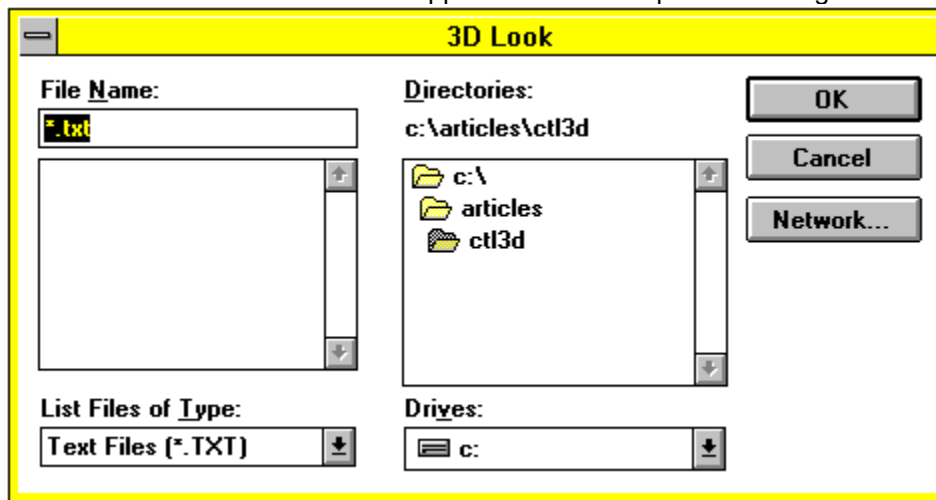 3D Look
File Name:
*.txt
Directories:
c:\articles\ctl3d
OK
Cancel
Network...
c:\
articles
ctl3d
List Files of Type:
Text Files (*.TXT)
Drives:
c: